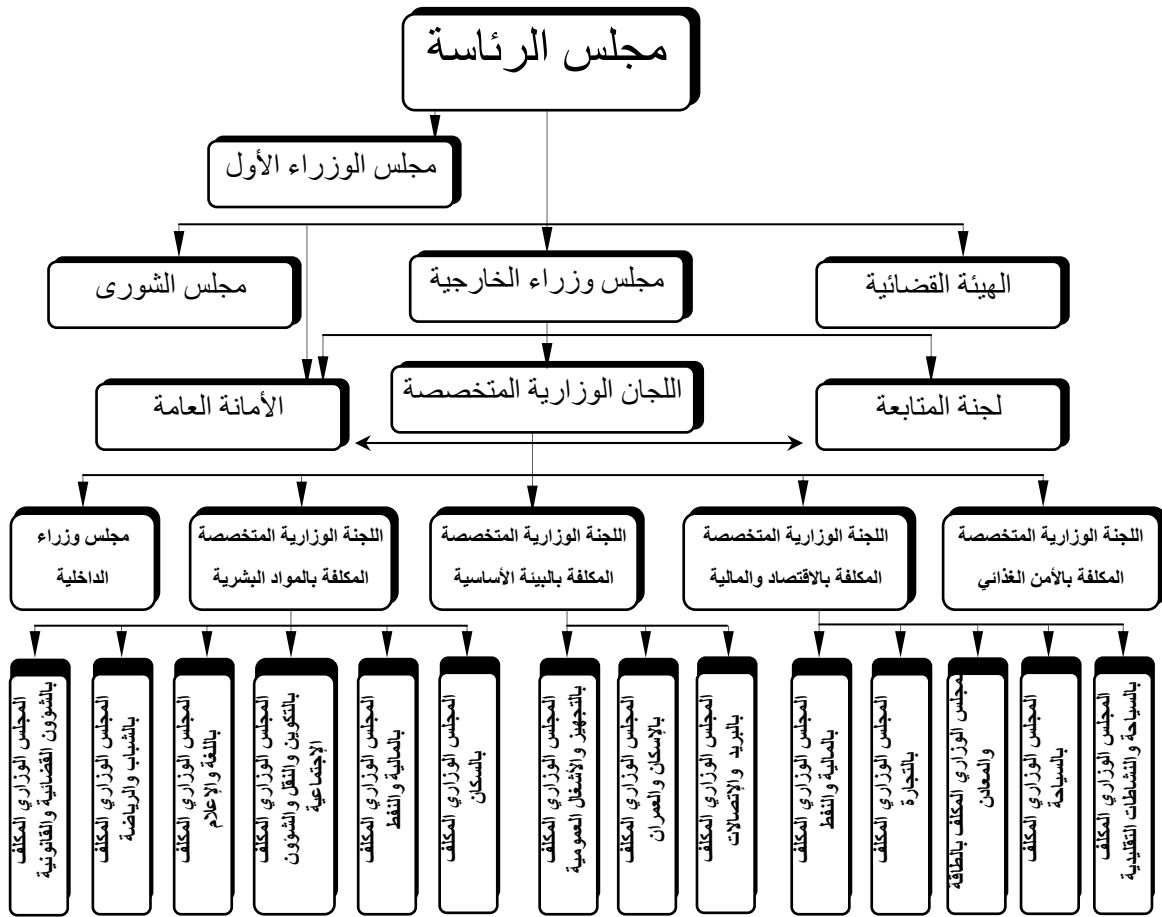 مجلس الرئاسة
مجلس الوزراء الأول
الهيئة القضائية
مجلس وزراء الخارجية
مجلس الشورى
لجنة المتابعة
اللجان الوزارية المتخصصة
الأمانة العامة
اللجنة الوزارية المتخصصة
المكلفة بالأمن الغذائي
اللجنة الوزارية المتخصصة
المكلفة بالاقتصاد والمالية
اللجنة الوزارية المتخصصة
المكلفة بالبيئة الأساسية
اللجنة الوزارية المتخصصة
المكلفة بالمواد البشرية
مجلس وزراء
الداخلية
المجلس الوزاري المكلف
بالسياحة والنشاطات التقليدية
المجلس الوزاري المكلف
بالسياحة
مجلس الوزاري المكلف بالطاقة
والمعادن
المجلس الوزاري المكلف
بالتجارة
المجلس الوزاري المكلف
بالمالية والنفط
المجلس الوزاري المكلف
بالبريد والاتصالات
المجلس الوزاري المكلف
بالإسكان والعمران
المجلس الوزاري المكلف
بالتجهيز والأشغال العمومية
المجلس الوزاري المكلف
بالسكان
المجلس الوزاري المكلف
بالمالية والنفط
المجلس الوزاري المكلف
بالتكوين والنقل والشؤون
الإجتماعية
المجلس الوزاري المكلف
باللغة والإعلام
المجلس الوزاري المكلف
بالشباب والرياضة
المجلس الوزاري المكلف
بالشؤون القضائية والقانونية